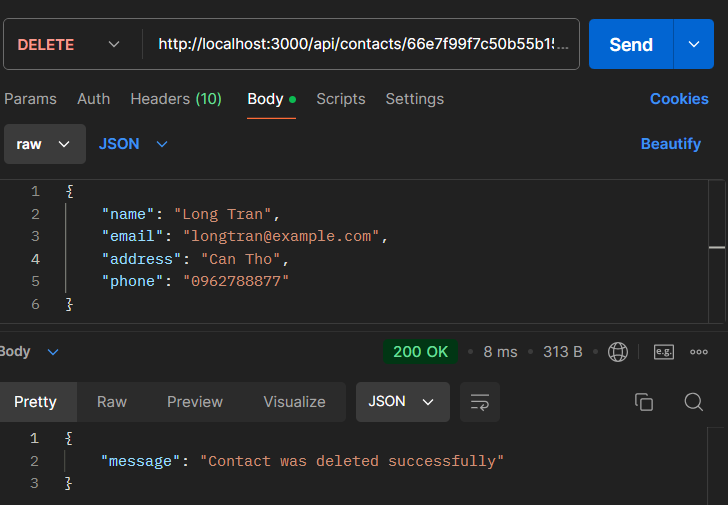 DELETE http://localhost:3000/api/contacts/66e7f99f7c50b55b1... Send
Params Auth Headers (10) Body Scripts Settings Cookies
raw JSON Beautify
1 {
2 "name": "Long Tran",
3 "email": "longtran@example.com",
4 "address": "Can Tho",
5 "phone": "0962788877"
6 }
Body 200 OK 8 ms 313 B e.g.
Pretty Raw Preview Visualize JSON
1 {
2 "message": "Contact was deleted successfully"
3 }